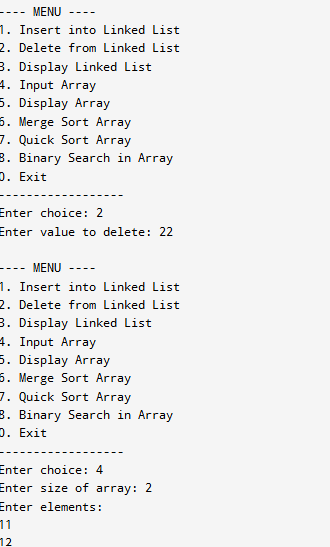 ---- MENU ----
1. Insert into Linked List
2. Delete from Linked List
3. Display Linked List
4. Input Array
5. Display Array
6. Merge Sort Array
7. Quick Sort Array
8. Binary Search in Array
0. Exit
------------------
Enter choice: 2
Enter value to delete: 22
---- MENU ----
1. Insert into Linked List
2. Delete from Linked List
3. Display Linked List
4. Input Array
5. Display Array
6. Merge Sort Array
7. Quick Sort Array
8. Binary Search in Array
0. Exit
------------------
Enter choice: 4
Enter size of array: 2
Enter elements:
11
12